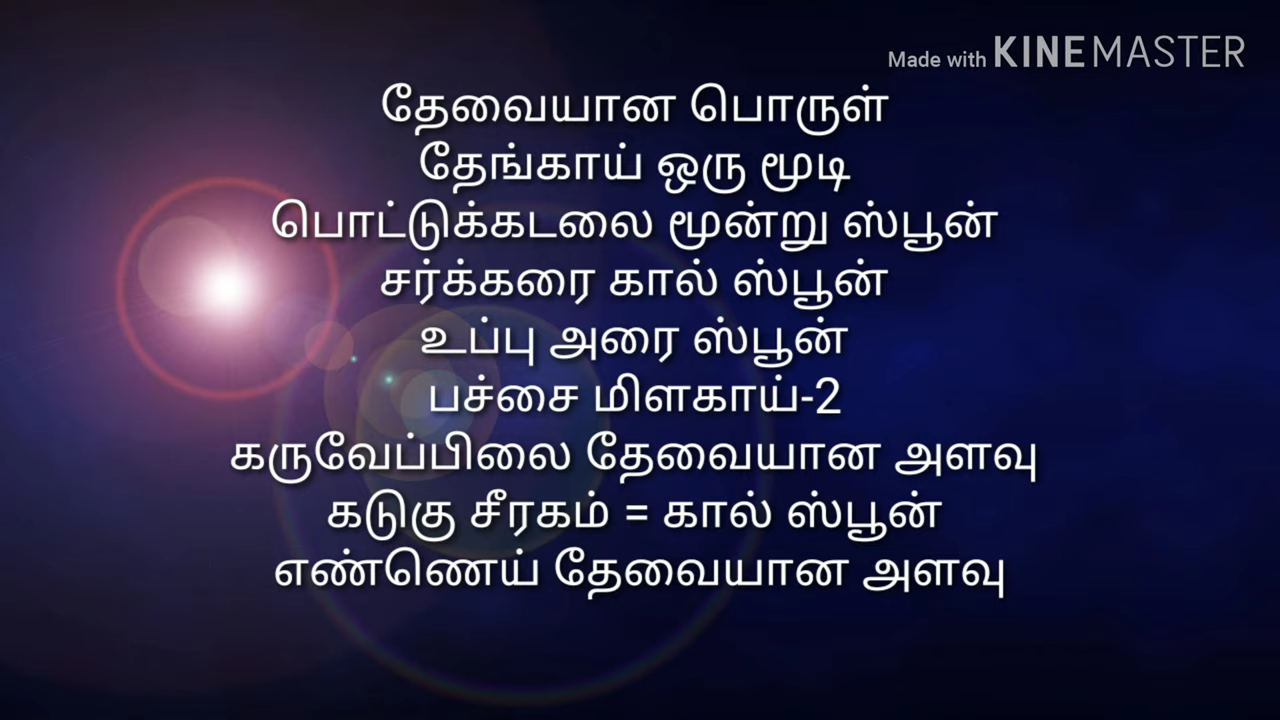 Made with KINEMASTER
தேவையான பொருள்
தேங்காய் ஒரு மூடி
பொட்டுக்கடலை மூன்று ஸ்பூன்
சர்க்கரை கால் ஸ்பூன்
உப்பு அரை ஸ்பூன்
பச்சை மிளகாய்-2
கருவேப்பிலை தேவையான அளவு
கடுகு சீரகம் = கால் ஸ்பூன்
எண்ணெய் தேவையான அளவு